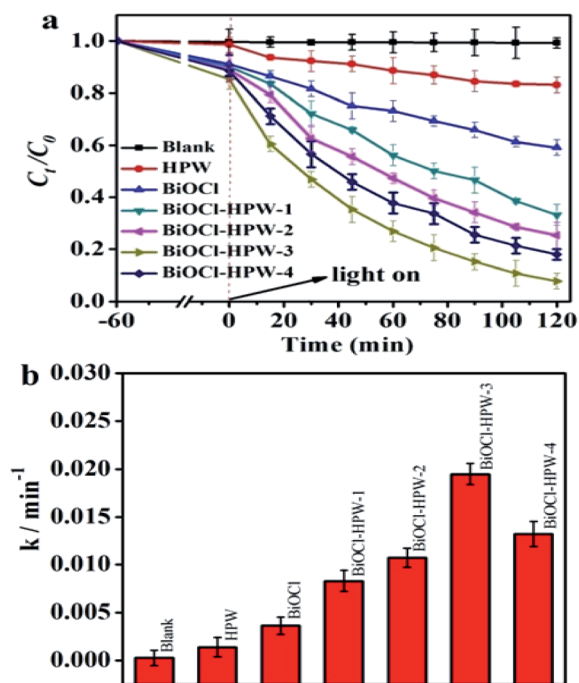 a
1.0
0.8
0.6
0.4
0.2
0.0
Ct/C0
Blank
HPW
BiOCl
BiOCl-HPW-1
BiOCl-HPW-2
BiOCl-HPW-3
BiOCl-HPW-4
light on
-60 0 20 40 60 80 100 120
Time (min)
b
0.030
0.025
0.020
0.015
0.010
0.005
0.000
k / min-1
Blank
HPW
BiOCl
BiOCl-HPW-1
BiOCl-HPW-2
BiOCl-HPW-3
BiOCl-HPW-4